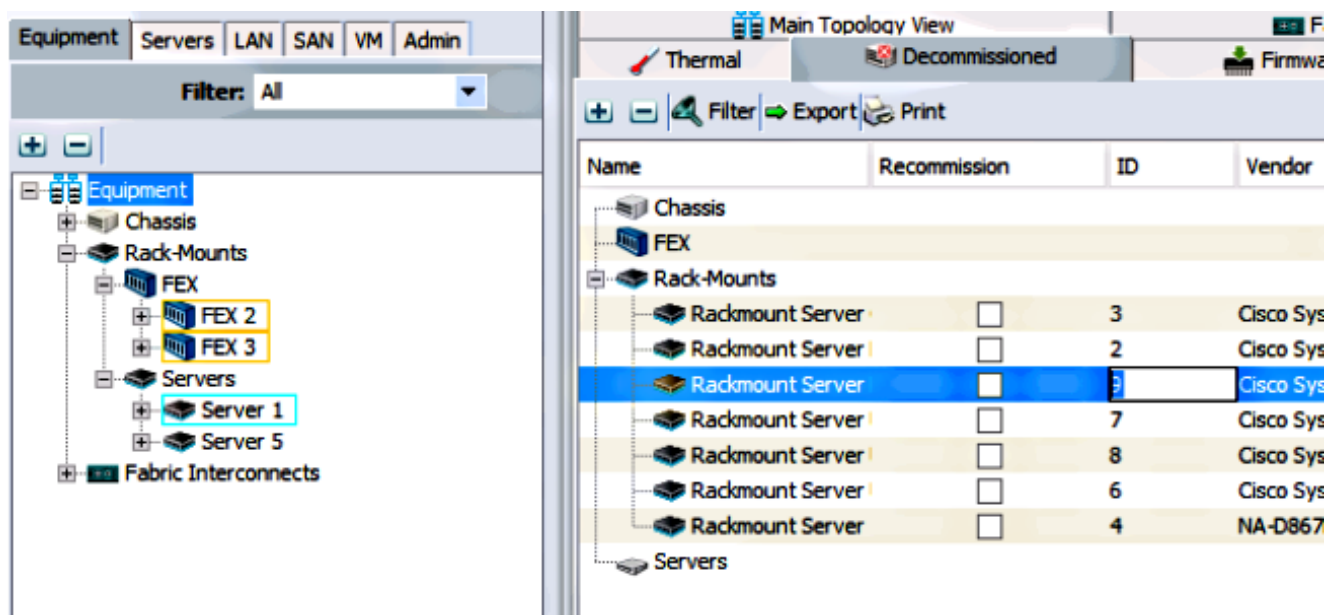 Equipment Servers LAN SAN VM Admin
Filter: All
Equipment
Chassis
Rack-Mounts
FEX
FEX 2
FEX 3
Servers
Server 1
Server 5
Fabric Interconnects
Main Topology View
Thermal Decommissioned
Filter Export Print
Name Recommission ID Vendor
Chassis
FEX
Rack-Mounts
Rackmount Server 3 Cisco Sys
Rackmount Server 2 Cisco Sys
Rackmount Server 9 Cisco Sys
Rackmount Server 7 Cisco Sys
Rackmount Server 8 Cisco Sys
Rackmount Server 6 Cisco Sys
Rackmount Server 4 NA-D867
Servers